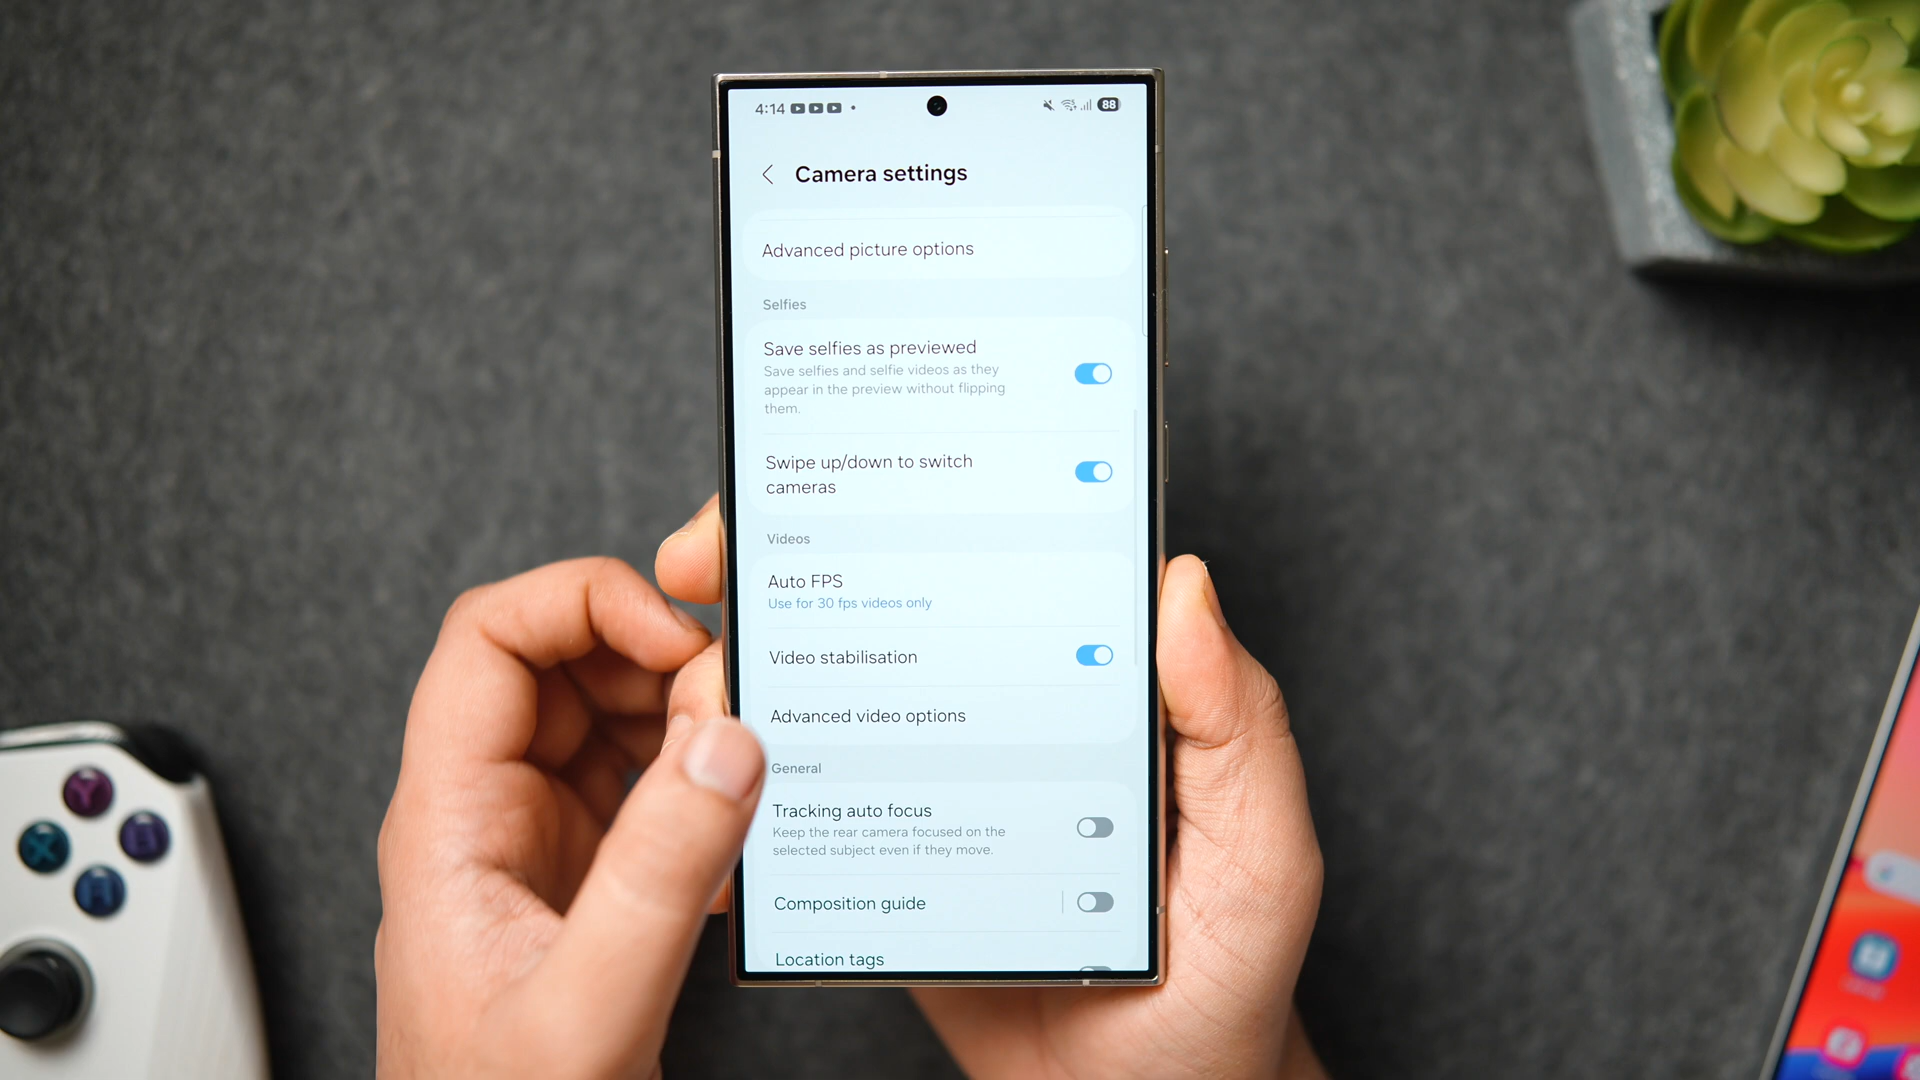 4:14
88
Camera settings
Advanced picture options
Selfies
Save selfies as previewed
Save selfies and selfie videos as they
appear in the preview without flipping
them.
Swipe up/down to switch
cameras
Videos
Auto FPS
Use for 30 fps videos only
Video stabilisation
Advanced video options
General
Tracking auto focus
Keep the rear camera focused on the
selected subject even if they move.
Composition guide
Location tags
Y
X
B
A